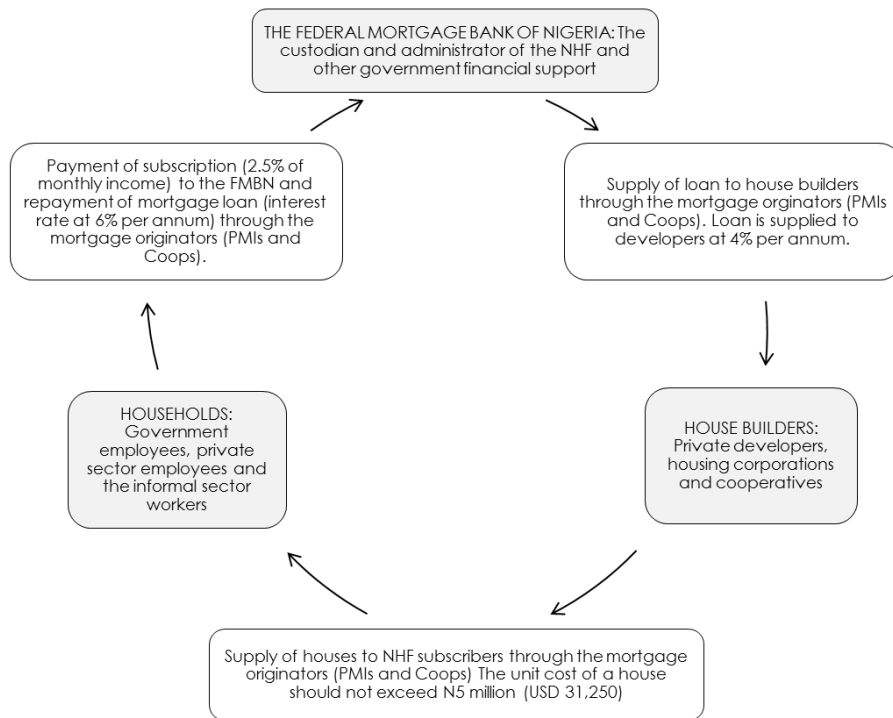 THE FEDERAL MORTGAGE BANK OF NIGERIA: The
custodian and administrator of the NHF and
other government financial support
Payment of subscription (2.5% of
monthly income) to the FMBN and
repayment of mortgage loan (interest
rate at 6% per annum) through the
mortgage originators (PMIs and
Coops).
Supply of loan to house builders
through the mortgage orginators (PMIs
and Coops). Loan is supplied to
developers at 4% per annum.
HOUSEHOLDS:
Government
employees, private
sector employees and
the informal sector
workers
HOUSE BUILDERS:
Private developers,
housing corporations
and cooperatives
Supply of houses to NHF subscribers through the mortgage
originators (PMIs and Coops) The unit cost of a house
should not exceed N5 million (USD 31,250)